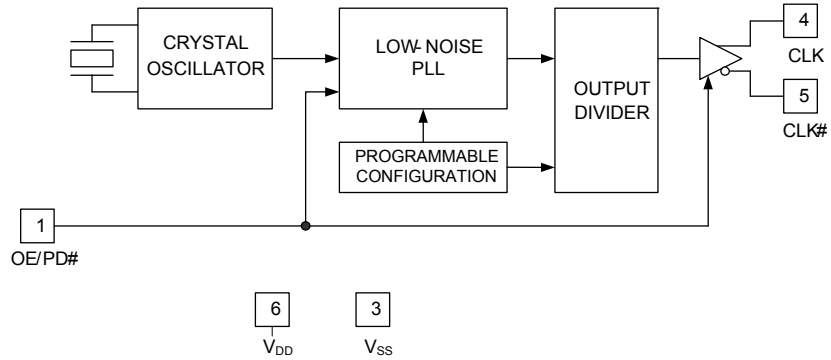 CRYSTAL
OSCILLATOR
LOW-NOISE
PLL
OUTPUT
DIVIDER
PROGRAMMABLE
CONFIGURATION
4
CLK
5
CLK#
1
OE/PD#
6
VDD
3
VSS